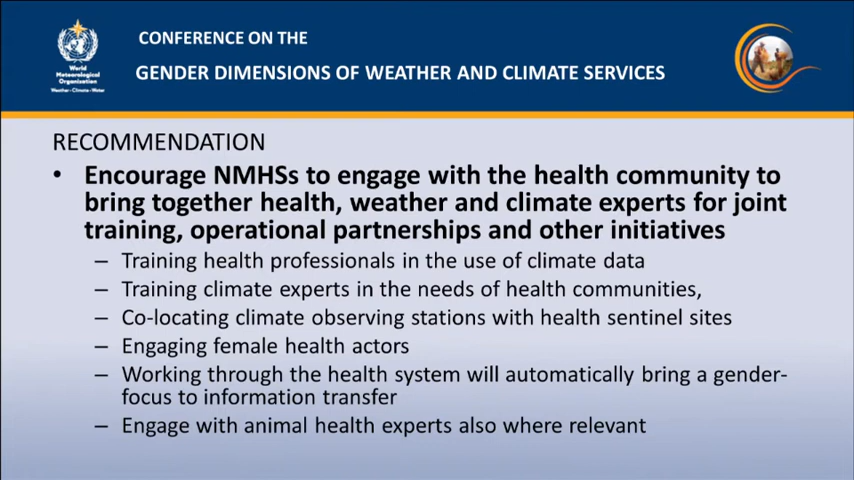 World
Meteorological
Organization
Weather · Climate · Water
CONFERENCE ON THE
GENDER DIMENSIONS OF WEATHER AND CLIMATE SERVICES
RECOMMENDATION
• Encourage NMHSs to engage with the health community to
bring together health, weather and climate experts for joint
training, operational partnerships and other initiatives
– Training health professionals in the use of climate data
– Training climate experts in the needs of health communities,
– Co-locating climate observing stations with health sentinel sites
– Engaging female health actors
– Working through the health system will automatically bring a gender-
focus to information transfer
– Engage with animal health experts also where relevant